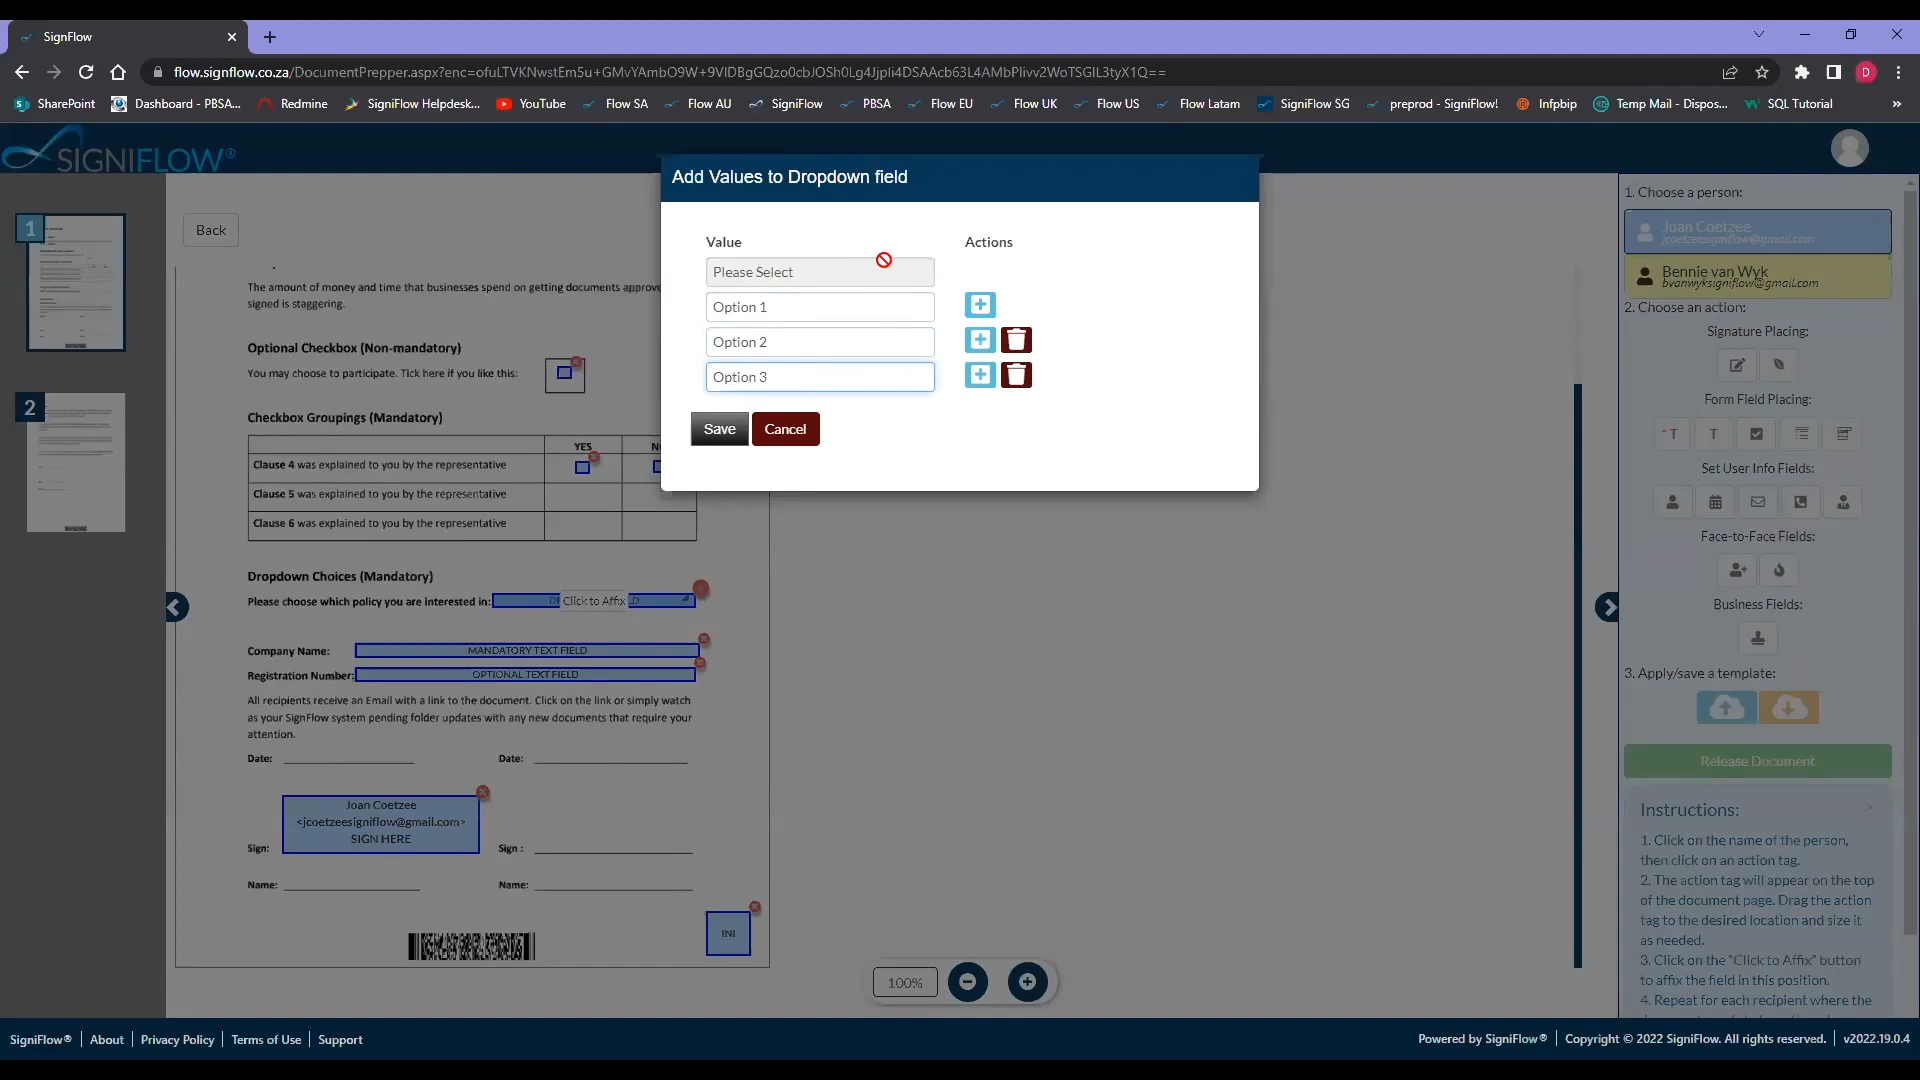 SignFlow
flow.signflow.co.za/DocumentPrepper.aspx?enc=ofuLTVKNwstEm5u+GMvYAmbO9W+9VIDBgGQzo0cbJOSh0Lg4Jjpli4DSAAcb63L4AMbPlivv2WoTSGIL3tyX1Q==
D
SharePoint
Dashboard - PBSA...
Redmine
SigniFlow Helpdesk...
YouTube
Flow SA
Flow AU
SigniFlow
PBSA
Flow EU
Flow UK
Flow US
Flow Latam
SigniFlow SG
preprod - SigniFlow!
Infpbip
Temp Mail - Dispos...
SQL Tutorial
»
SIGNIFLOW®
1
2
Back
The amount of money and time that businesses spend on getting documents approve
signed is staggering.
Optional Checkbox (Non-mandatory)
You may choose to participate. Tick here if you like this:
Checkbox Groupings (Mandatory)
YES
Clause 4 was explained to you by the representative
Clause 5 was explained to you by the representative
Clause 6 was explained to you by the representative
Dropdown Choices (Mandatory)
Please choose which policy you are interested in:
Click to Affix
Company Name:
MANDATORY TEXT FIELD
Registration Number:
OPTIONAL TEXT FIELD
All recipients receive an Email with a link to the document. Click on the link or simply watch
as your SignFlow system pending folder updates with any new documents that require your
attention.
Date:
Date:
Joan Coetzee
<jcoetzeesigniflow@gmail.com>
SIGN HERE
Sign:
Sign :
Name:
Name:
INI
100%
Add Values to Dropdown field
Value
Actions
Please Select
Option 1
Option 2
Option 3
Save
Cancel
1. Choose a person:
Joan Coetzee
jcoetzeesigniflow@gmail.com
Bennie van Wyk
bvanwyksigniflow@gmail.com
2. Choose an action:
Signature Placing:
Form Field Placing:
T
T
Set User Info Fields:
Face-to-Face Fields:
Business Fields:
3. Apply/save a template:
Release Document
Instructions:
1. Click on the name of the person,
then click on an action tag.
2. The action tag will appear on the top
of the document page. Drag the action
tag to the desired location and size it
as needed.
3. Click on the "Click to Affix" button
to affix the field in this position.
4. Repeat for each recipient where the
SigniFlow® | About | Privacy Policy | Terms of Use | Support
Powered by SigniFlow® | Copyright © 2022 SigniFlow. All rights reserved. | v2022.19.0.4